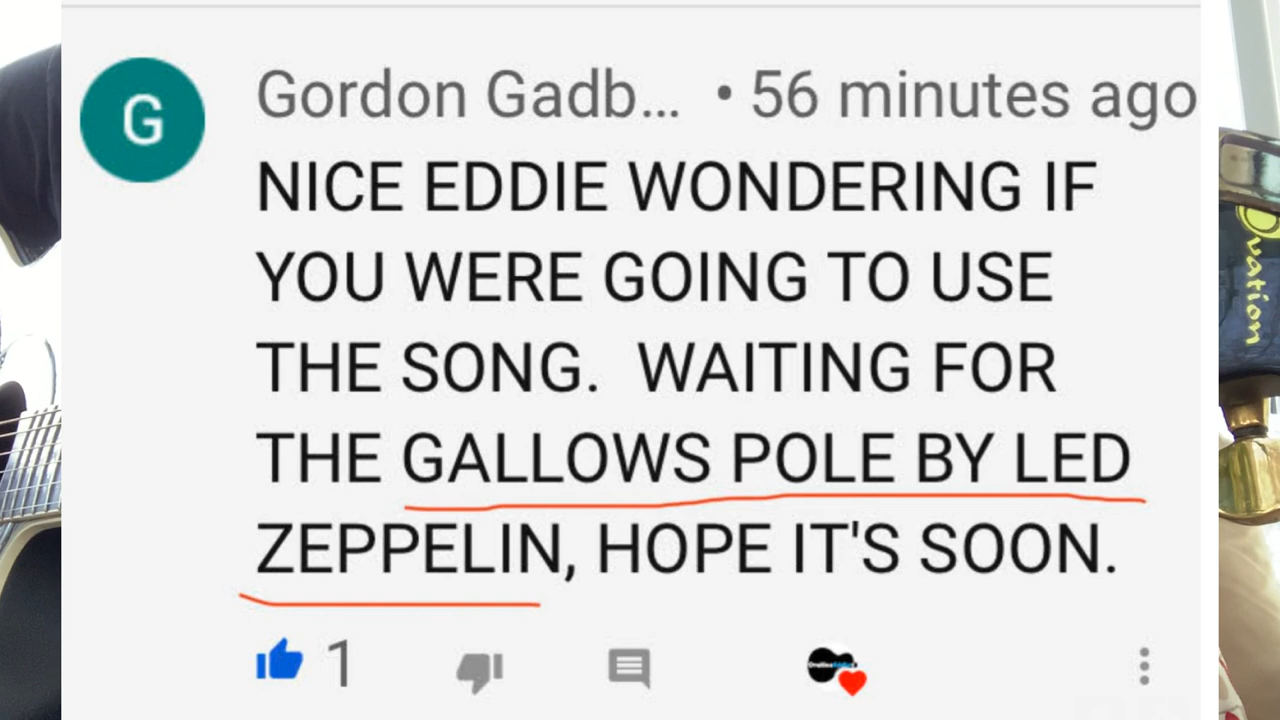 G
Gordon Gadb... • 56 minutes ago
NICE EDDIE WONDERING IF
YOU WERE GOING TO USE
THE SONG.  WAITING FOR
THE GALLOWS POLE BY LED
ZEPPELIN, HOPE IT'S SOON.
1
Ovation